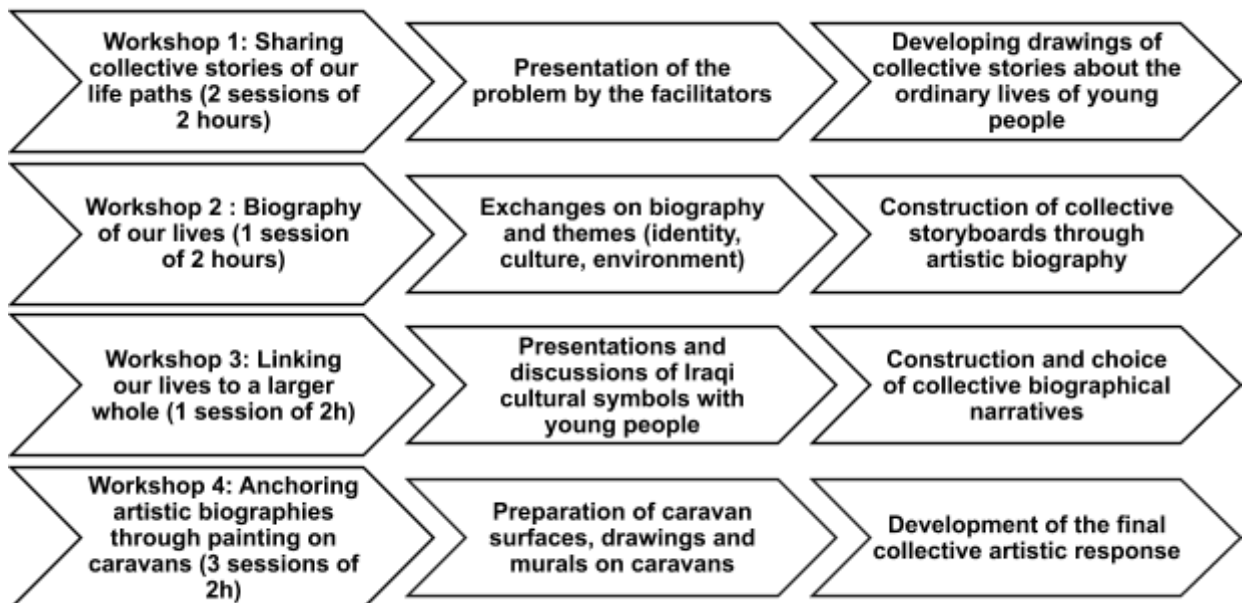 Workshop 1: Sharing
collective stories of our
life paths (2 sessions of
2 hours)
Presentation of the
problem by the facilitators
Developing drawings of
collective stories about the
ordinary lives of young
people
Workshop 2 : Biography
of our lives (1 session
of 2 hours)
Exchanges on biography
and themes (identity,
culture, environment)
Construction of collective
storyboards through
artistic biography
Workshop 3: Linking
our lives to a larger
whole (1 session of 2h)
Presentations and
discussions of Iraqi
cultural symbols with
young people
Construction and choice
of collective biographical
narratives
Workshop 4: Anchoring
artistic biographies
through painting on
caravans (3 sessions of
2h)
Preparation of caravan
surfaces, drawings and
murals on caravans
Development of the final
collective artistic response